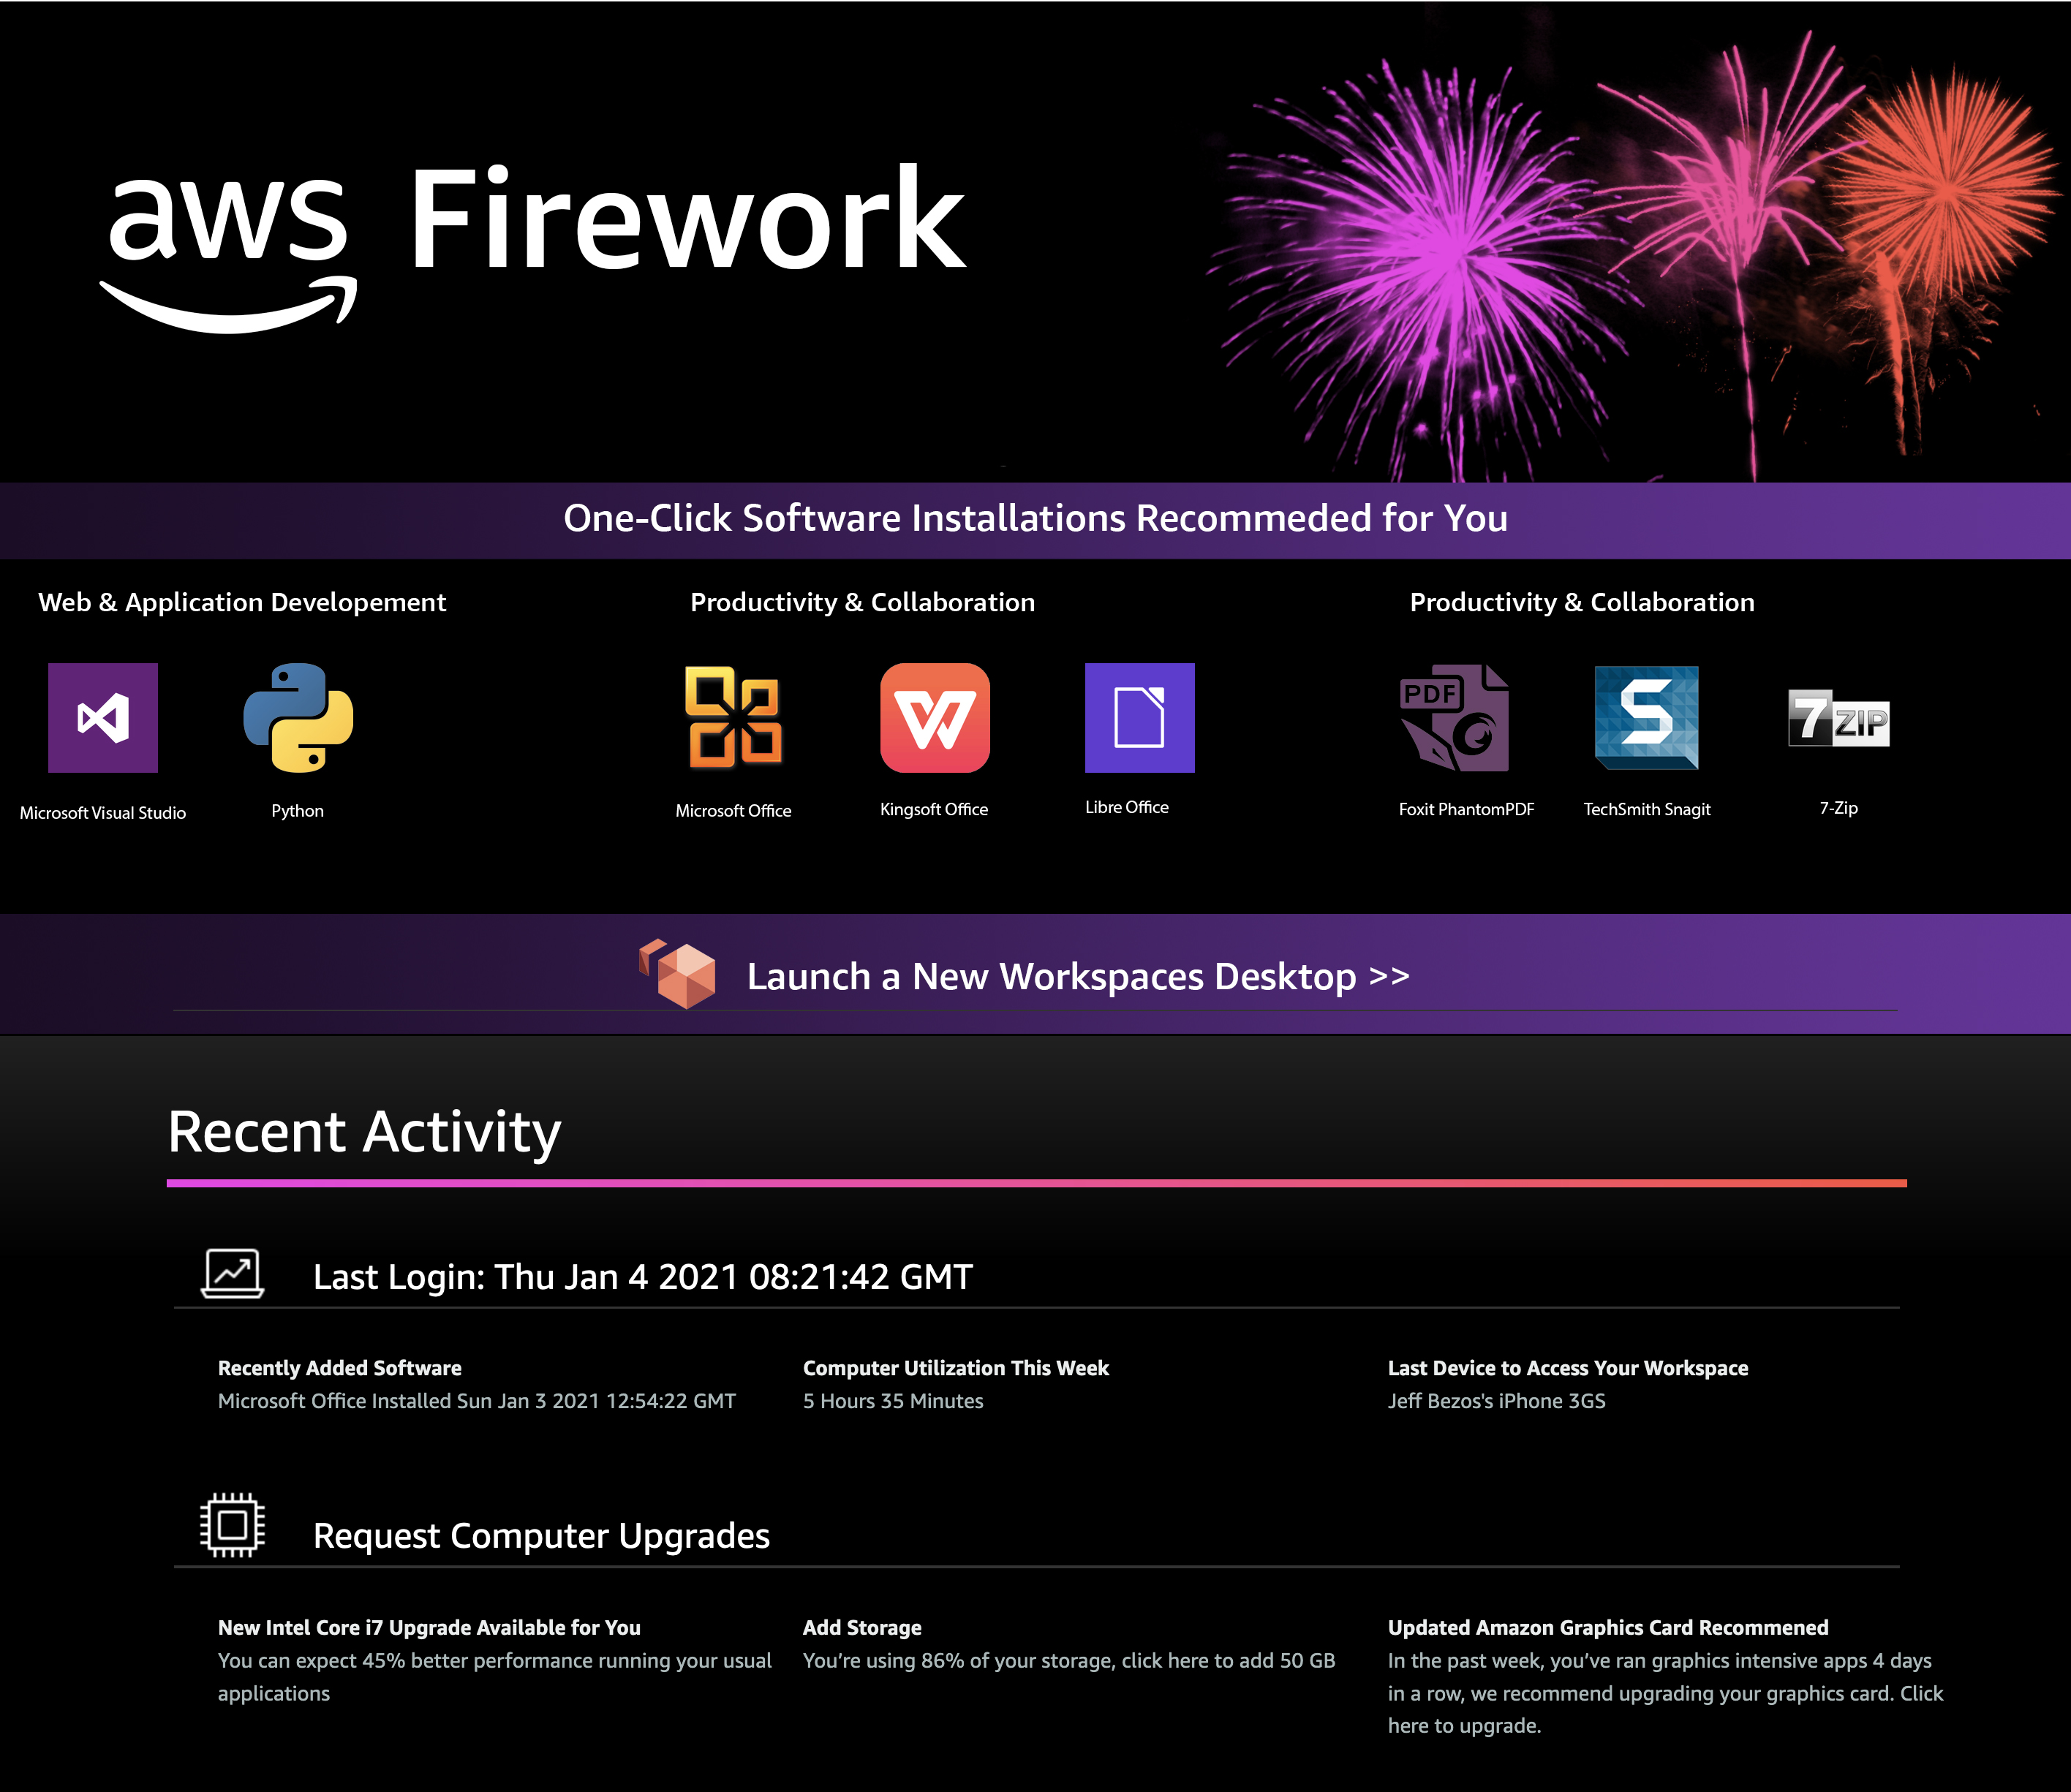 aws Firework
One-Click Software Installations Recommeded for You
Web & Application Developement
Productivity & Collaboration
Productivity & Collaboration
PDF
S
7ZIP
Microsoft Visual Studio
Python
Microsoft Office
Kingsoft Office
Libre Office
Foxit PhantomPDF
TechSmith Snagit
7-Zip
Launch a New Workspaces Desktop >>
Recent Activity
Last Login: Thu Jan 4 2021 08:21:42 GMT
Recently Added Software
Microsoft Office Installed Sun Jan 3 2021 12:54:22 GMT
Computer Utilization This Week
5 Hours 35 Minutes
Last Device to Access Your Workspace
Jeff Bezos's iPhone 3GS
Request Computer Upgrades
New Intel Core i7 Upgrade Available for You
You can expect 45% better performance running your usual
applications
Add Storage
You’re using 86% of your storage, click here to add 50 GB
Updated Amazon Graphics Card Recommened
In the past week, you’ve ran graphics intensive apps 4 days
in a row, we recommend upgrading your graphics card. Click
here to upgrade.